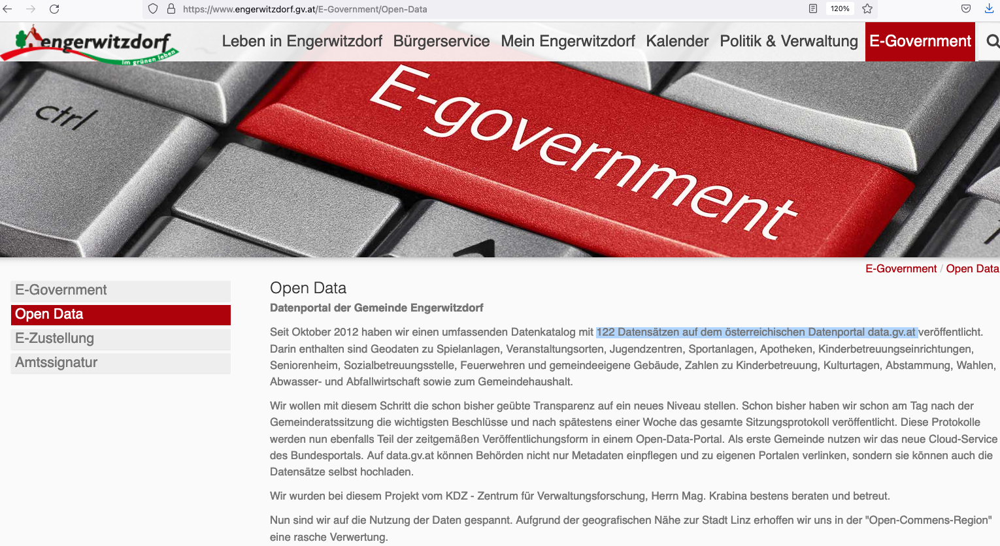 https://www.engerwitzdorf.gv.at/E-Government/Open-Data
120%
engerwitzdorf
im grünen leben
Leben in Engerwitzdorf Bürgerservice Mein Engerwitzdorf Kalender Politik & Verwaltung E-Government
ctrl
E-government
E-Government / Open Data
E-Government
Open Data
E-Zustellung
Amtssignatur
Open Data
Datenportal der Gemeinde Engerwitzdorf
Seit Oktober 2012 haben wir einen umfassenden Datenkatalog mit 122 Datensätzen auf dem österreichischen Datenportal data.gv.at veröffentlicht.
Darin enthalten sind Geodaten zu Spielanlagen, Veranstaltungsorten, Jugendzentren, Sportanlagen, Apotheken, Kinderbetreuungseinrichtungen,
Seniorenheim, Sozialbetreuungsstelle, Feuerwehren und gemeindeeigene Gebäude, Zahlen zu Kinderbetreuung, Kulturtagen, Abstammung, Wahlen,
Abwasser- und Abfallwirtschaft sowie zum Gemeindehaushalt.
Wir wollen mit diesem Schritt die schon bisher geübte Transparenz auf ein neues Niveau stellen. Schon bisher haben wir schon am Tag nach der
Gemeinderatssitzung die wichtigsten Beschlüsse und nach spätestens einer Woche das gesamte Sitzungsprotokoll veröffentlicht. Diese Protokolle
werden nun ebenfalls Teil der zeitgemäßen Veröffentlichungsform in einem Open-Data-Portal. Als erste Gemeinde nutzen wir das neue Cloud-Service
des Bundesportals. Auf data.gv.at können Behörden nicht nur Metadaten einpflegen und zu eigenen Portalen verlinken, sondern sie können auch die
Datensätze selbst hochladen.
Wir wurden bei diesem Projekt vom KDZ - Zentrum für Verwaltungsforschung, Herrn Mag. Krabina bestens beraten und betreut.
Nun sind wir auf die Nutzung der Daten gespannt. Aufgrund der geografischen Nähe zur Stadt Linz erhoffen wir uns in der "Open-Commens-Region"
eine rasche Verwertung.